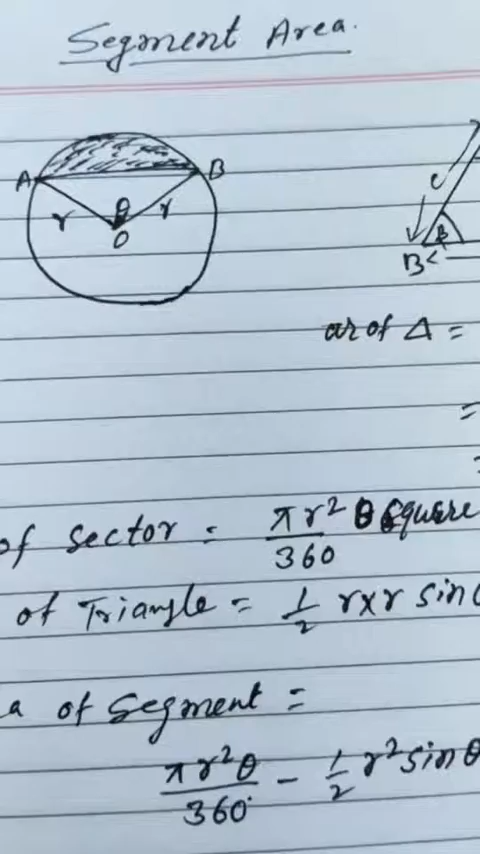 Segment Area.
A B
r θ r
O
c
B
B
ar of Δ =
=
of sector = πr² θ square
360
of Triangle = 1/2 r×r sin
a of segment =
πr²θ/360° - 1/2 r² sin θ